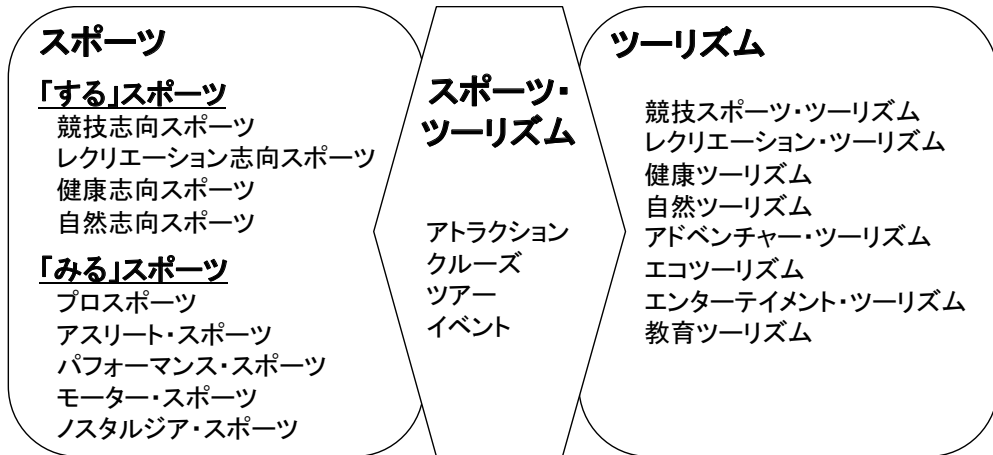 スポーツ
「する」スポーツ
競技志向スポーツ
レクリエーション志向スポーツ
健康志向スポーツ
自然志向スポーツ
「みる」スポーツ
プロスポーツ
アスリート・スポーツ
パフォーマンス・スポーツ
モーター・スポーツ
ノスタルジア・スポーツ
スポーツ・
ツーリズム
アトラクション
クルーズ
ツアー
イベント
ツーリズム
競技スポーツ・ツーリズム
レクリエーション・ツーリズム
健康ツーリズム
自然ツーリズム
アドベンチャー・ツーリズム
エコツーリズム
エンターテイメント・ツーリズム
教育ツーリズム